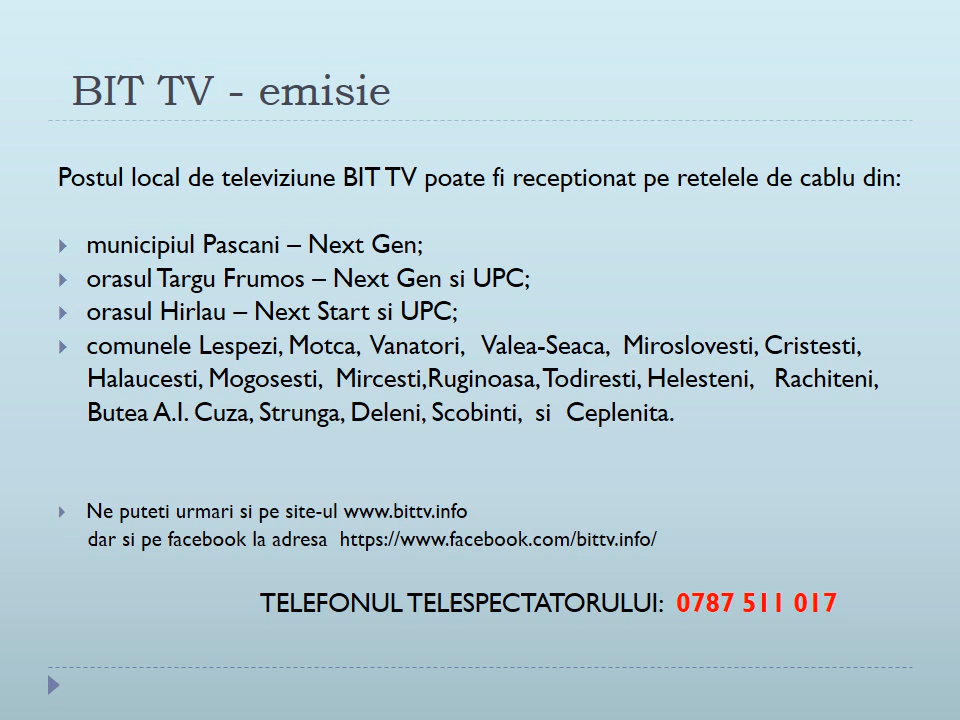 BIT TV - emisie
Postul local de televiziune BIT TV poate fi receptionat pe retelele de cablu din:
municipiul Pascani – Next Gen;
orasul Targu Frumos – Next Gen si UPC;
orasul Hirlau – Next Start si UPC;
comunele Lespezi, Motca, Vanatori, Valea-Seaca, Miroslovesti, Cristesti,
Halaucesti, Mogosesti, Mircesti,Ruginoasa, Todiresti, Helesteni, Rachiteni,
Butea A.I. Cuza, Strunga, Deleni, Scobinti, si Ceplenita.
Ne puteti urmari si pe site-ul www.bittv.info
dar si pe facebook la adresa https://www.facebook.com/bittv.info/
TELEFONUL TELESPECTATORULUI: 0787 511 017